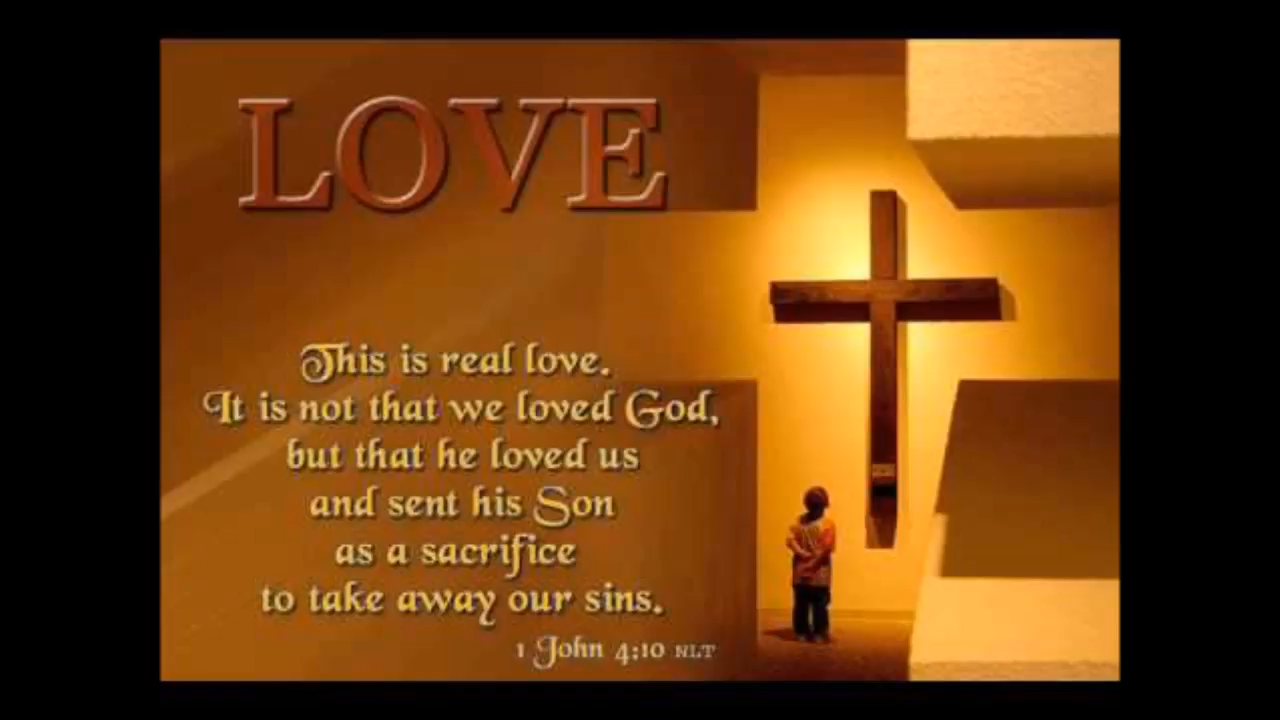 LOVE
This is real love.
It is not that we loved God,
but that he loved us
and sent his Son
as a sacrifice
to take away our sins.
1 John 4:10 NLT